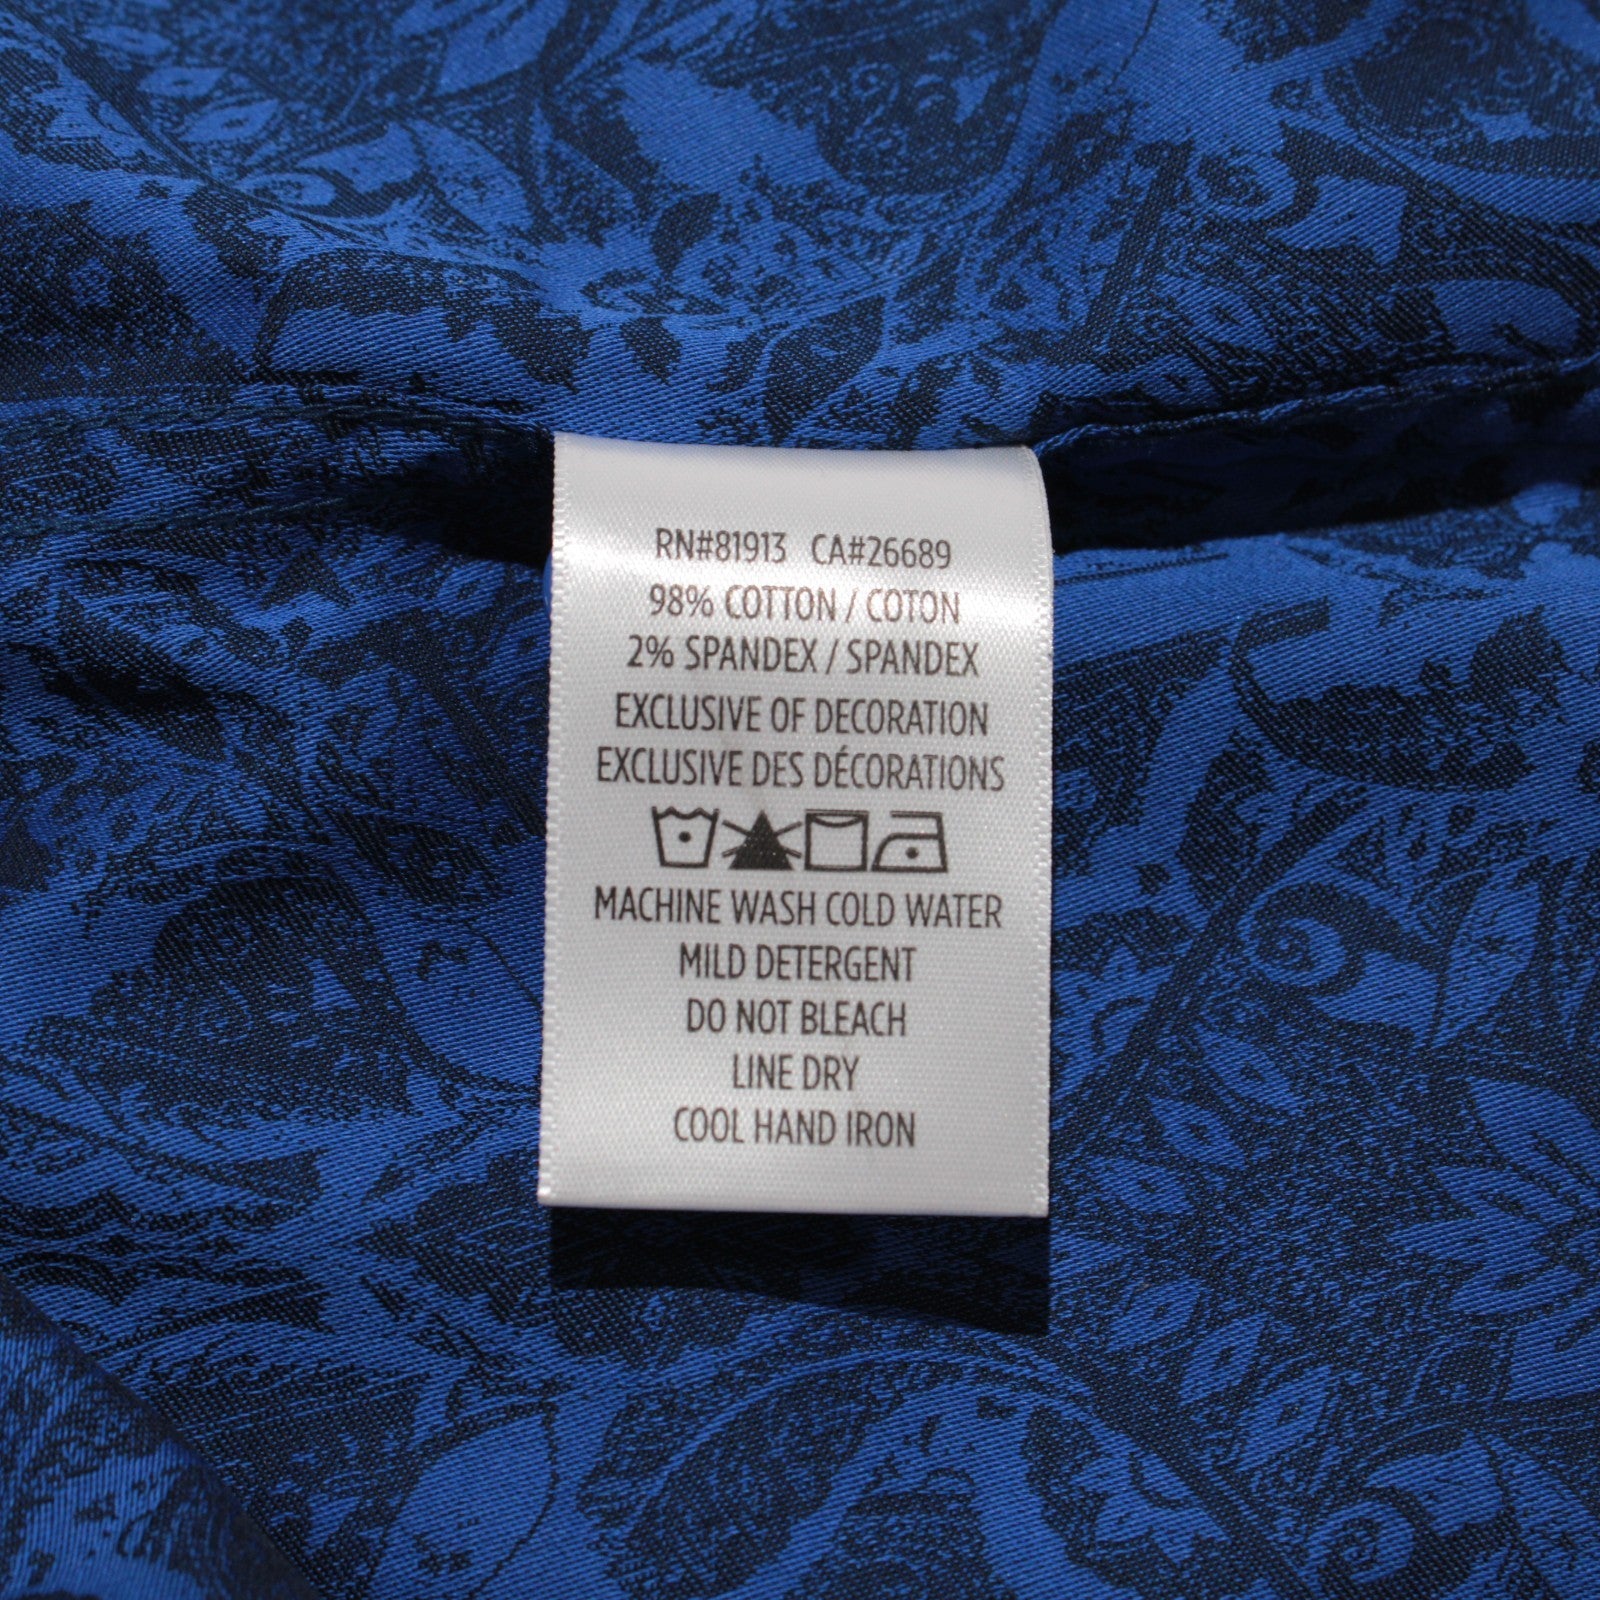 RN#81913 CA#26689
98% COTTON / COTON
2% SPANDEX / SPANDEX
EXCLUSIVE OF DECORATION
EXCLUSIVE DES DÉCORATIONS
MACHINE WASH COLD WATER
MILD DETERGENT
DO NOT BLEACH
LINE DRY
COOL HAND IRON